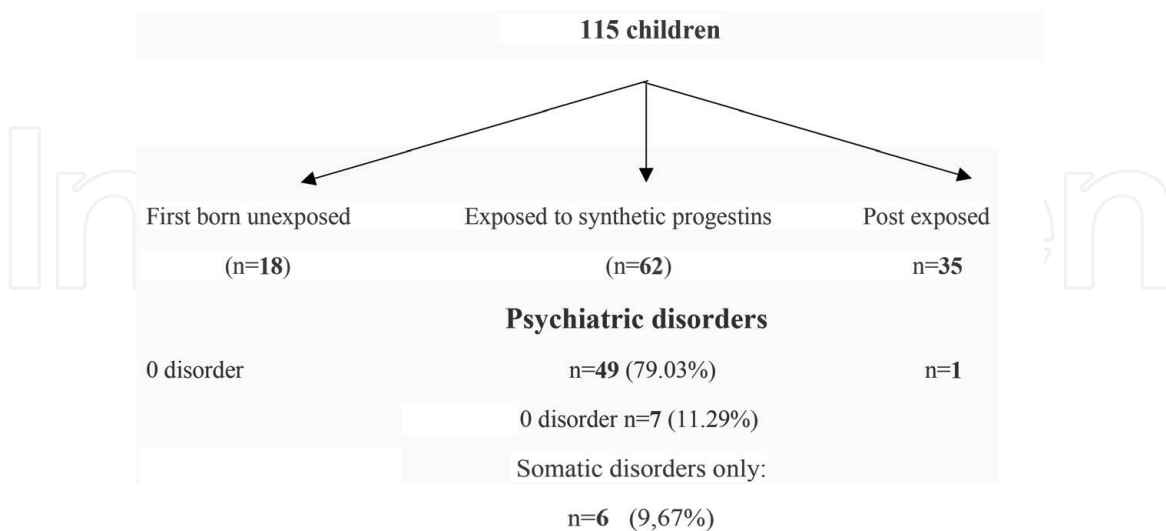 115 children
First born unexposed Exposed to synthetic progestins Post exposed
(n=18) (n=62) n=35
Psychiatric disorders
0 disorder n=49 (79.03%) n=1
0 disorder n=7 (11.29%)
Somatic disorders only:
n=6 (9,67%)